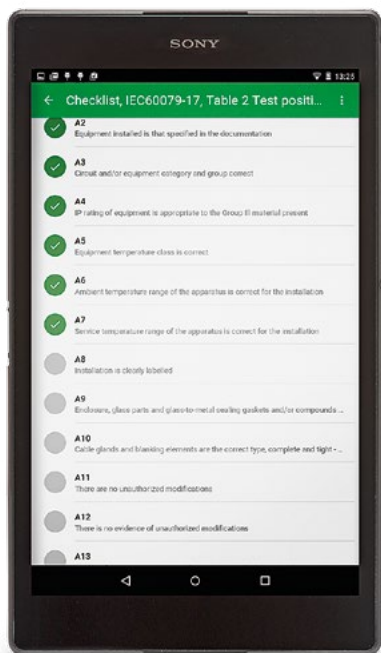 SONY
13:25
Checklist, IEC60079-17, Table 2 Test positi...
A2
Equipment installed is that specified in the documentation
A3
Circuit and/or equipment category and group correct
A4
IP rating of equipment is appropriate to the Group III material present
A5
Equipment temperature class is correct
A6
Ambient temperature range of the apparatus is correct for the installation
A7
Service temperature range of the apparatus is correct for the installation
A8
Installation is clearly labelled
A9
Enclosure, glass parts and glass-to-metal sealing gaskets and/or compounds ...
A10
Cable glands and blanking elements are the correct type, complete and tight - ...
A11
There are no unauthorized modifications
A12
There is no evidence of unauthorized modifications
A13